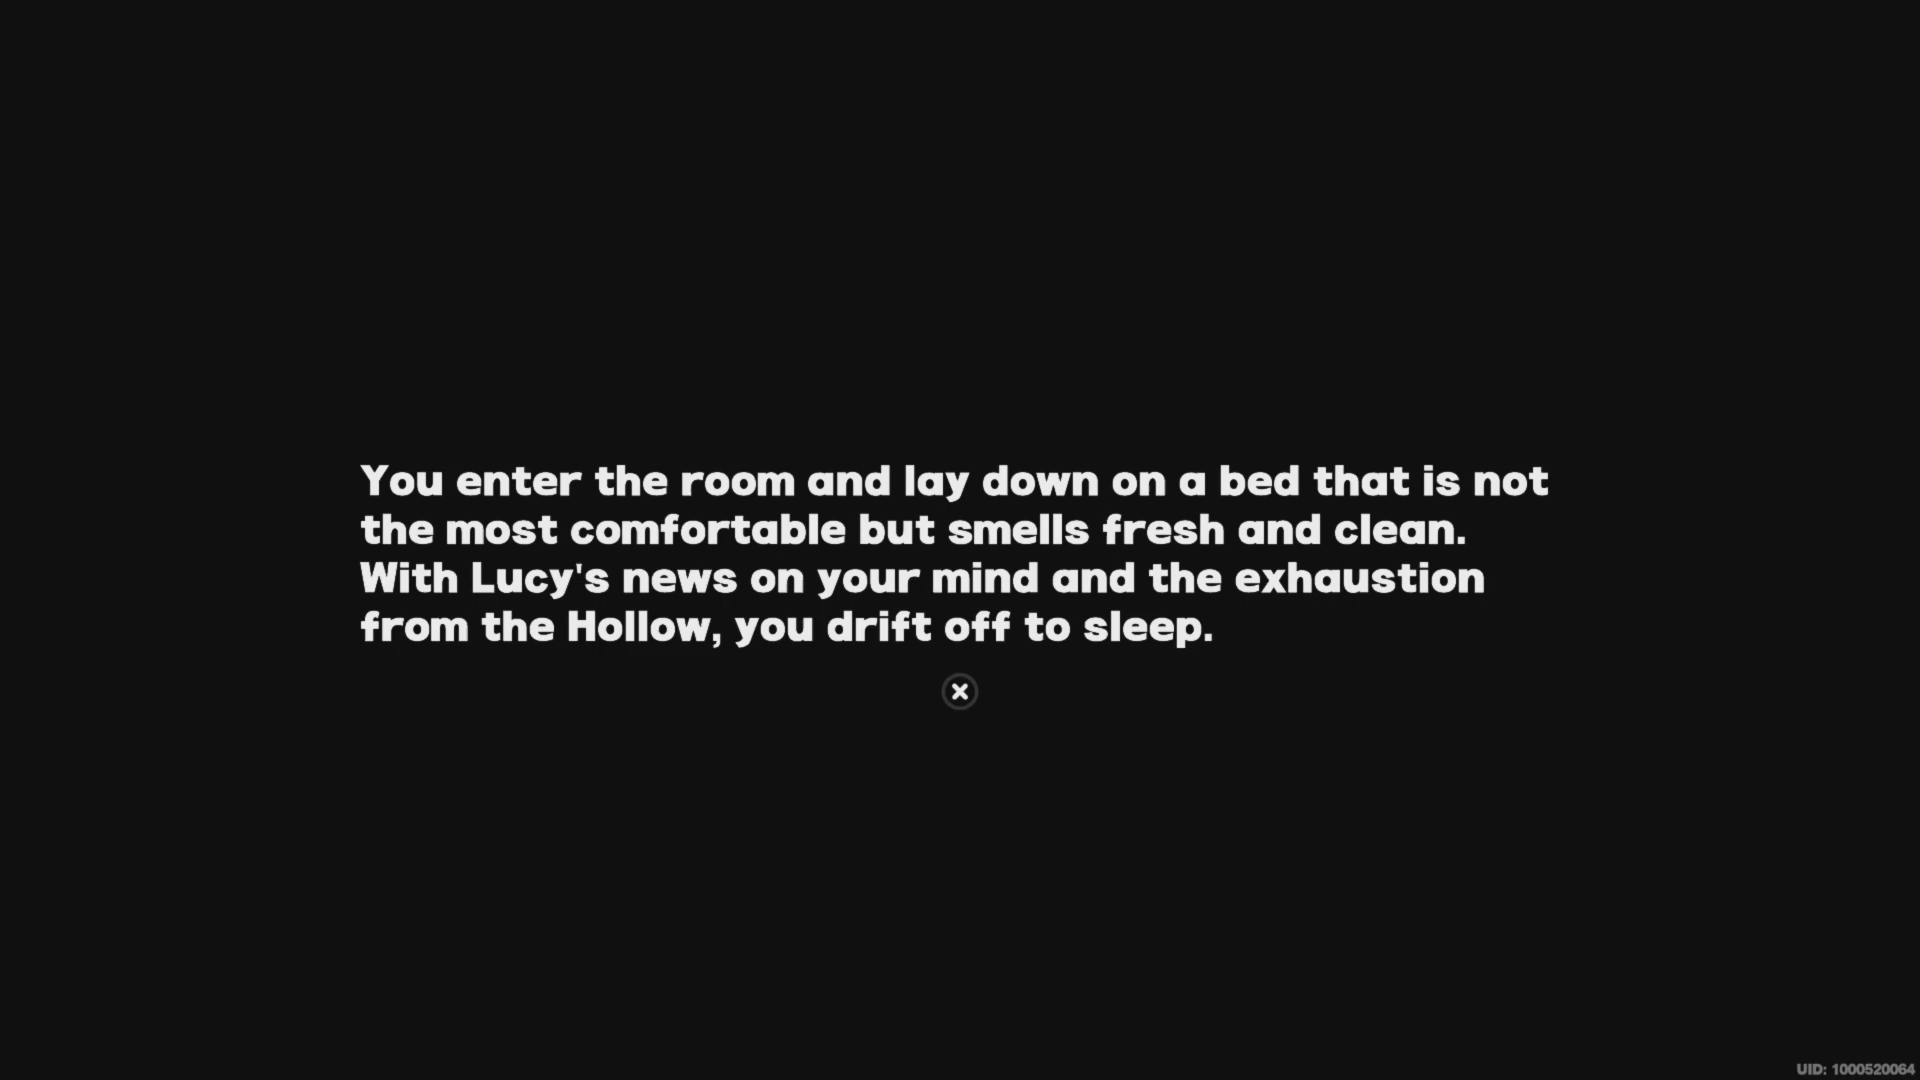 You enter the room and lay down on a bed that is not
the most comfortable but smells fresh and clean.
With Lucy's news on your mind and the exhaustion
from the Hollow, you drift off to sleep.
UID: 1000520064